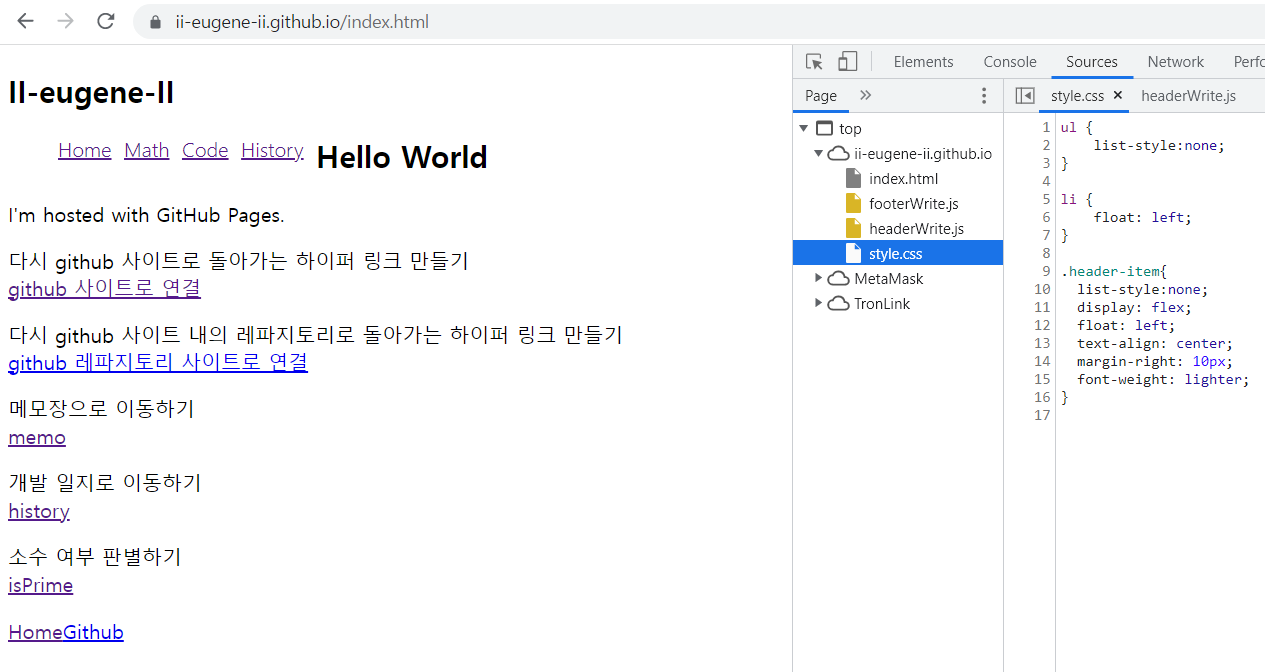 ii-eugene-ii.github.io/index.html
II-eugene-II
Home Math Code History Hello World
I'm hosted with GitHub Pages.
다시 github 사이트로 돌아가는 하이퍼 링크 만들기
github 사이트로 연결
다시 github 사이트 내의 레파지토리로 돌아가는 하이퍼 링크 만들기
github 레파지토리 사이트로 연결
메모장으로 이동하기
memo
개발 일지로 이동하기
history
소수 여부 판별하기
isPrime
HomeGithub
Elements Console Sources Network Perfo
Page »
top
ii-eugene-ii.github.io
index.html
footerWrite.js
headerWrite.js
style.css
MetaMask
TronLink
style.css × headerWrite.js
1 ul {
2 list-style:none;
3 }
4
5 li {
6 float: left;
7 }
8
9 .header-item{
10 list-style:none;
11 display: flex;
12 float: left;
13 text-align: center;
14 margin-right: 10px;
15 font-weight: lighter;
16 }
17